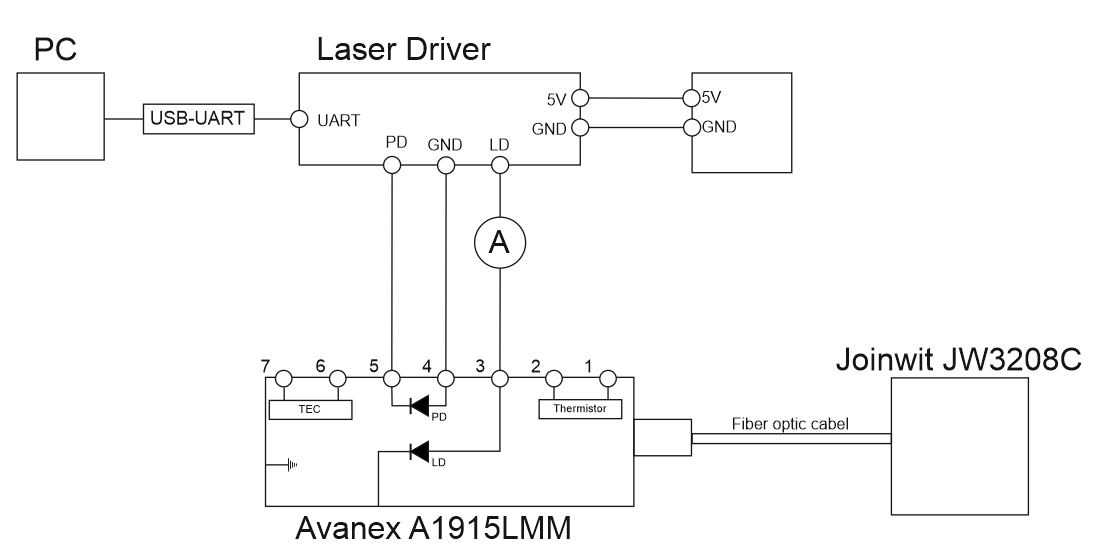 PC
Laser Driver
USB-UART
UART
5V
GND
5V
GND
PD
GND
LD
A
7
6
5
4
3
2
1
TEC
PD
LD
Thermistor
Avanex A1915LMM
Fiber optic cabel
Joinwit JW3208C